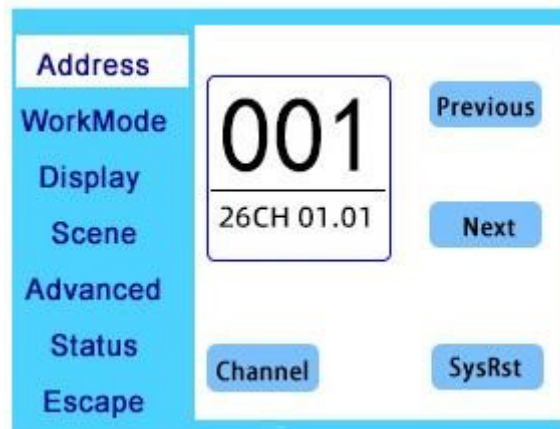 Address
WorkMode
Display
Scene
Advanced
Status
Escape
001
26CH 01.01
Previous
Next
Channel
SysRst